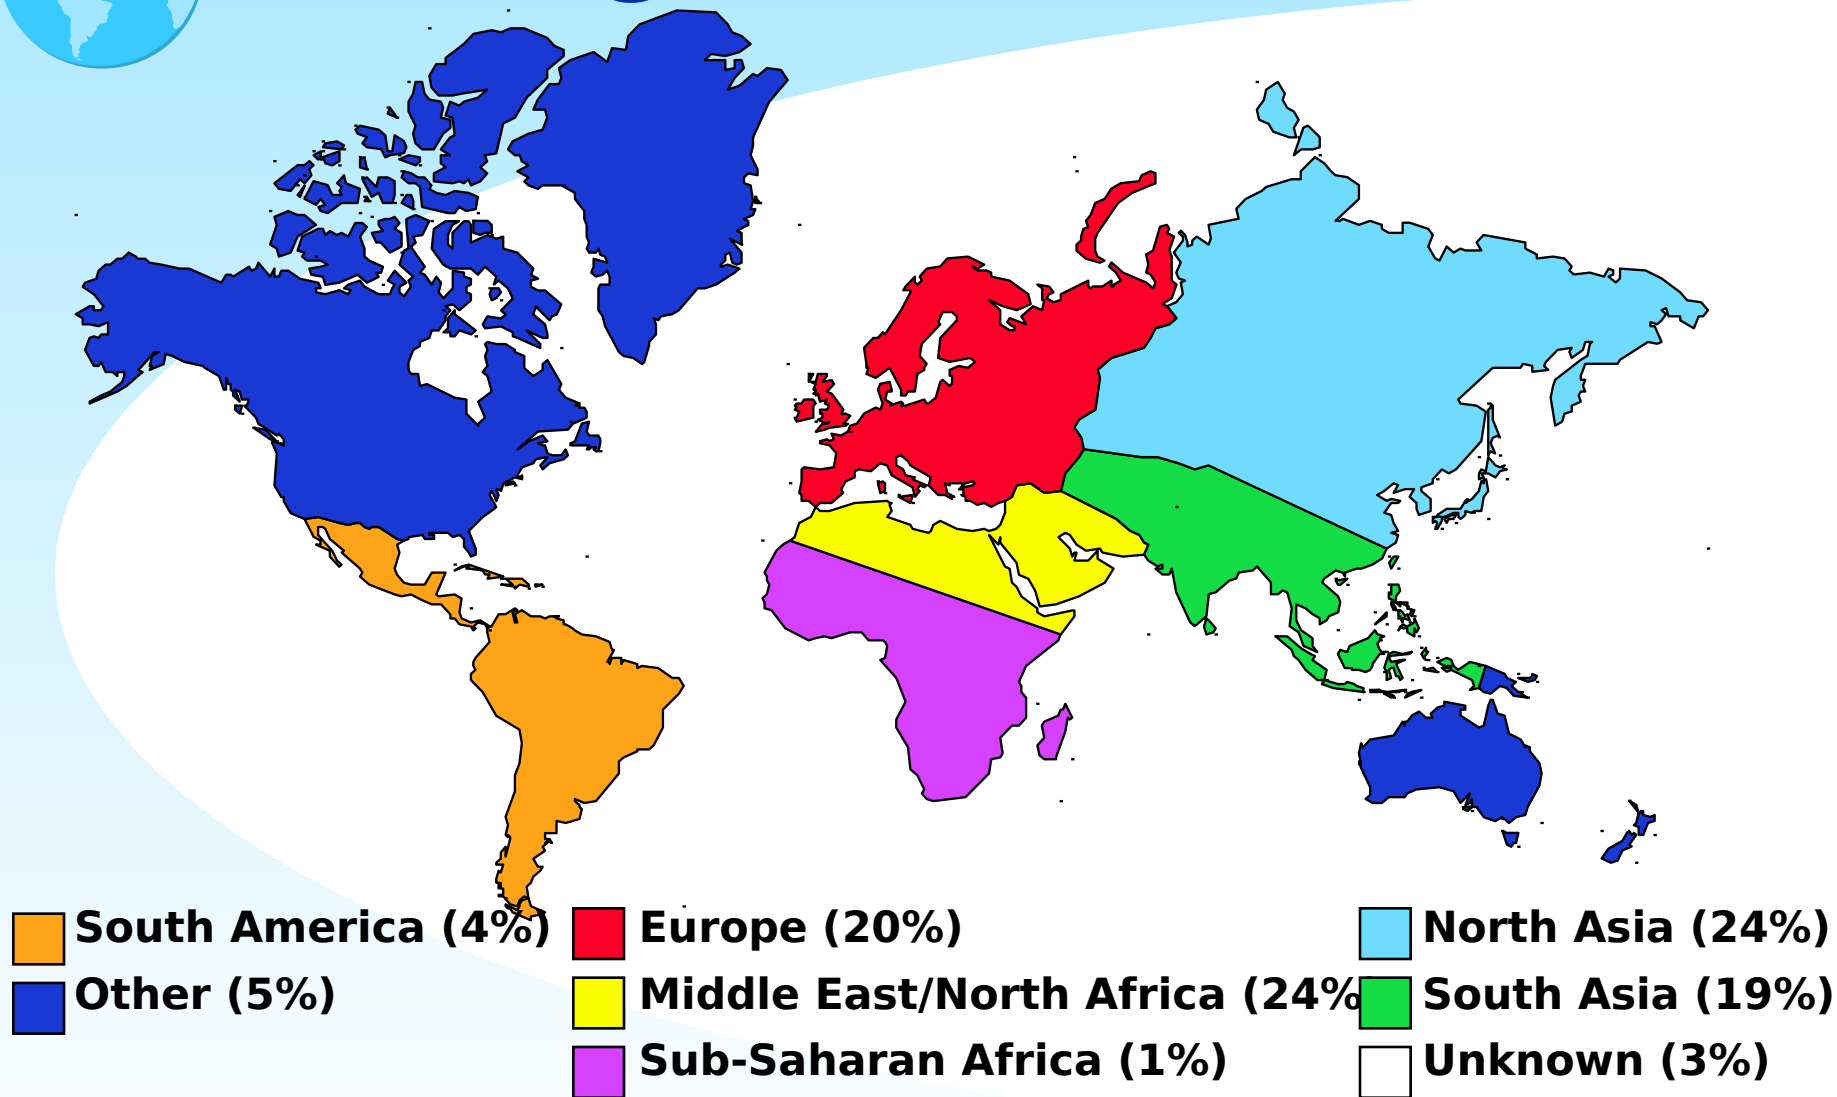 South America (4%)
Other (5%)
Europe (20%)
Middle East/North Africa (24%
Sub-Saharan Africa (1%)
North Asia (24%)
South Asia (19%)
Unknown (3%)